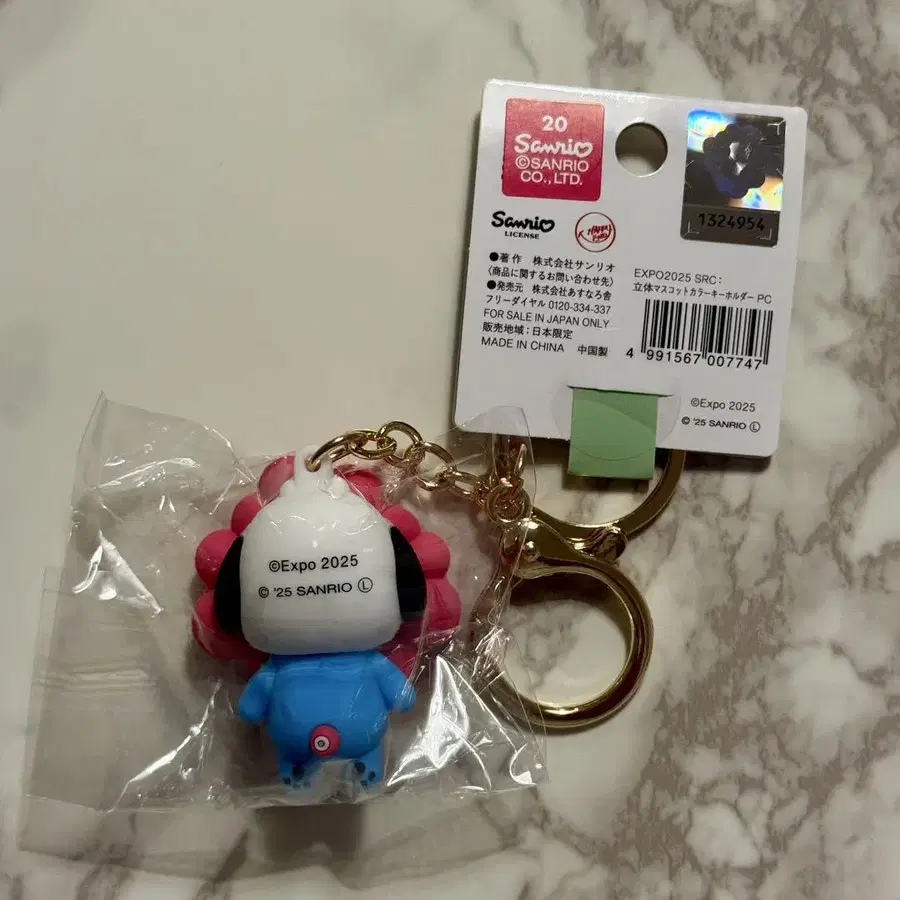 20
Sanrio
©SANRIO
CO.,LTD.
1324954
Sanrio
LICENSE
●著作 株式会社サンリオ
〈商品に関するお問い合わせ先〉
●発売元 株式会社あすなろ舎
フリーダイヤル 0120-334-337
FOR SALE IN JAPAN ONLY
販売地域:日本限定
MADE IN CHINA 中国製
EXPO2025 SRC:
立体マスコットカラーキーホルダー PC
4 991567 007747
©Expo 2025
© '25 SANRIO Ⓛ
©Expo 2025
© '25 SANRIO Ⓛ